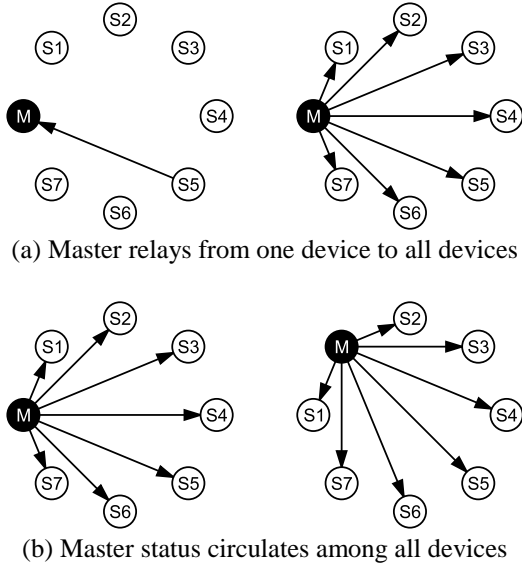 S2
S1 S3
M S4
S7 S5
S6
S2
S1 S3
M S4
S7 S5
S6
(a) Master relays from one device to all devices
S2
S1 S3
M S4
S7 S5
S6
S2
M S3
S1 S4
S7 S5
S6
(b) Master status circulates among all devices